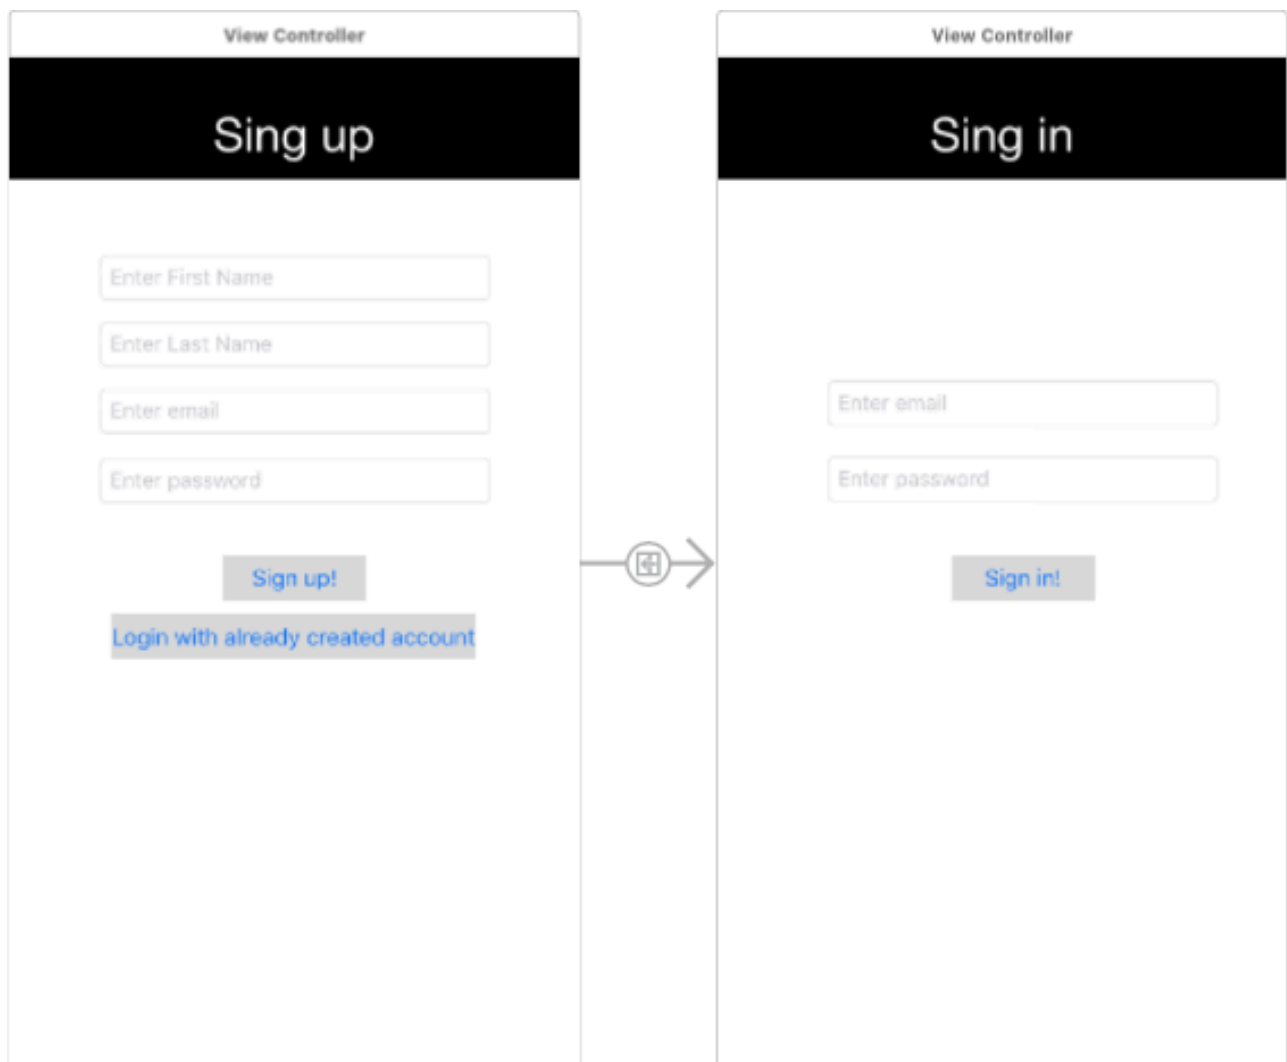 View Controller
Sing up
Enter First Name
Enter Last Name
Enter email
Enter password
Sign up!
Login with already created account
View Controller
Sing in
Enter email
Enter password
Sign in!